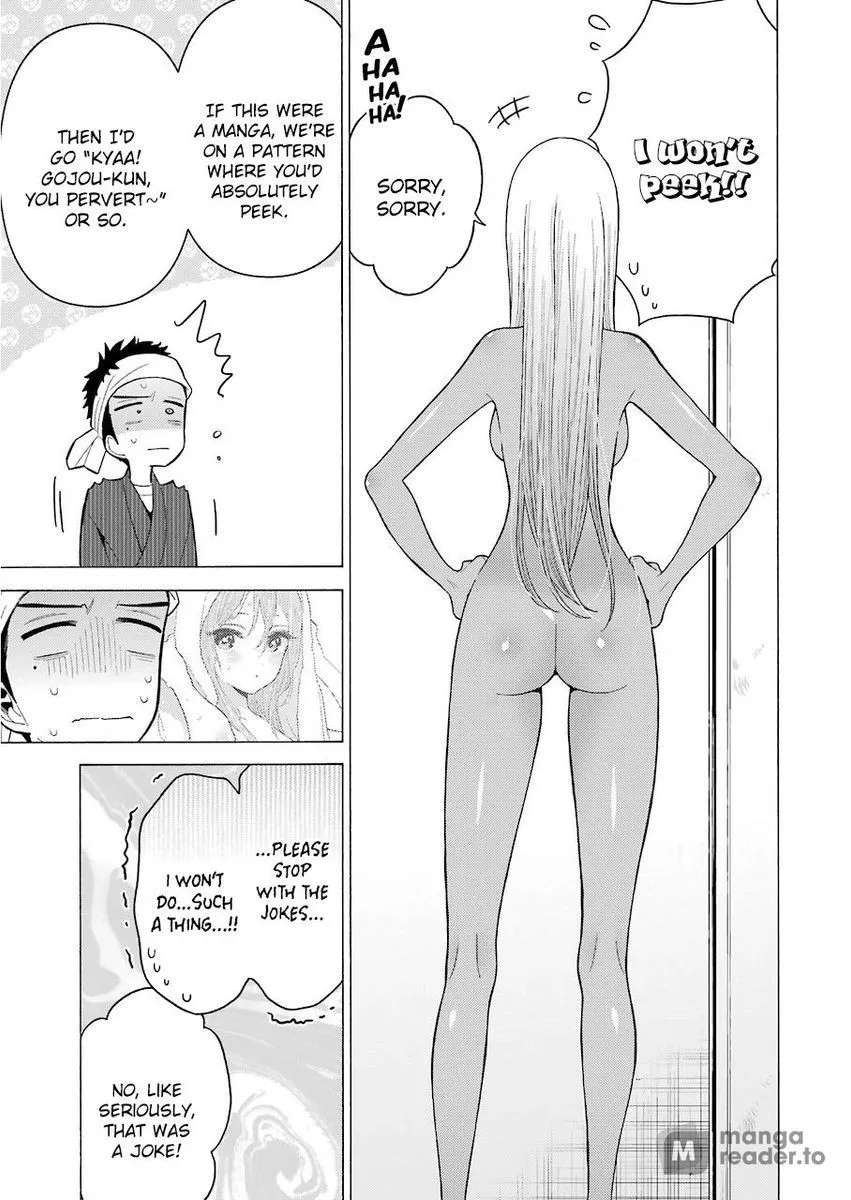 I WON'T
PEEK!!
A
HA
HA
HA!
SORRY,
SORRY.
IF THIS WERE
A MANGA, WE'RE
ON A PATTERN
WHERE YOU'D
ABSOLUTELY
PEEK.
THEN I'D
GO "KYAA!
GOJOU-KUN,
YOU PERVERT~"
OR SO.
...PLEASE
STOP
WITH THE
JOKES...
I WON'T
DO...SUCH
A THING...!!
NO, LIKE
SERIOUSLY,
THAT WAS
A JOKE!
M manga
reader.to